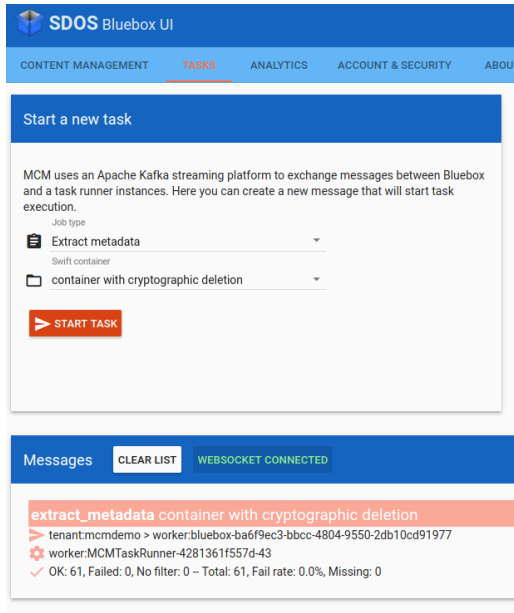 SDOS Bluebox UI
CONTENT MANAGEMENT TASKS ANALYTICS ACCOUNT & SECURITY ABOU
Start a new task
MCM uses an Apache Kafka streaming platform to exchange messages between Bluebox
and a task runner instances. Here you can create a new message that will start task
execution.
Job type
Extract metadata
Swift container
container with cryptographic deletion
START TASK
Messages CLEAR LIST WEBSOCKET CONNECTED
extract_metadata container with cryptographic deletion
tenant:mcmdemo > worker:bluebox-ba6f9ec3-bbcc-4804-9550-2db10cd91977
worker:MCMTaskRunner-4281361f557d-43
OK: 61, Failed: 0, No filter: 0 -- Total: 61, Fail rate: 0.0%, Missing: 0